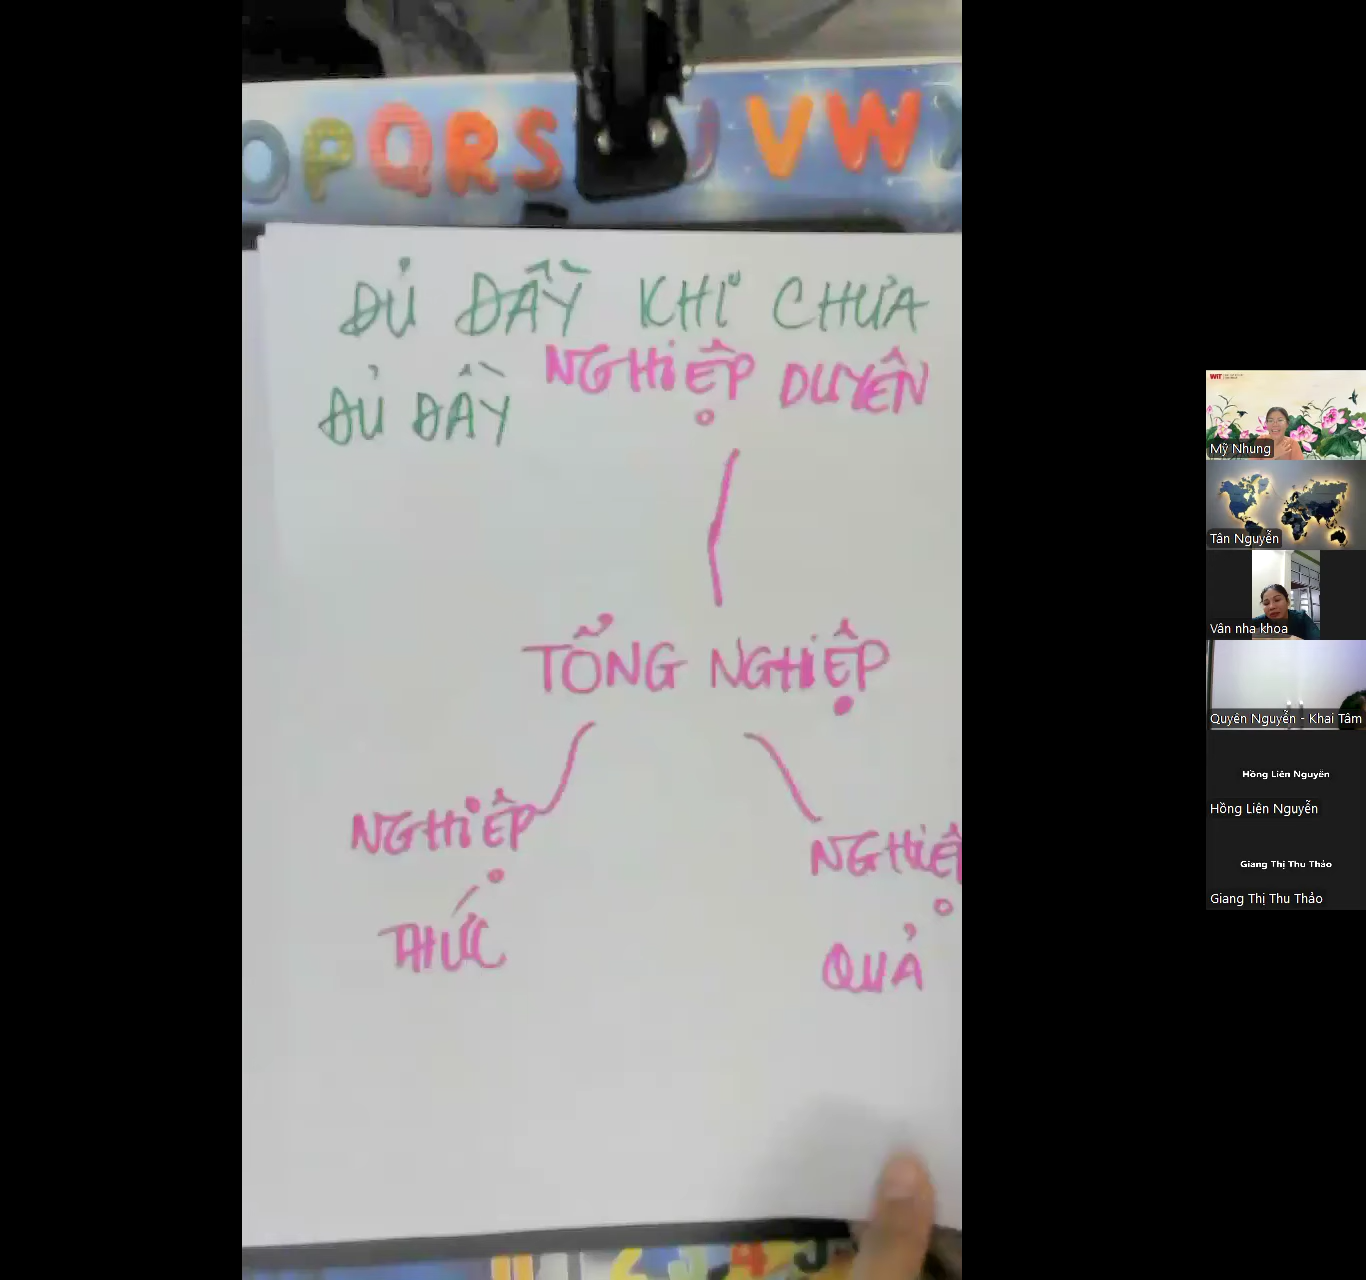 O P Q R S U V W X
ĐỦ ĐẦY KHI CHƯA
NGHIỆP DUYÊN
ĐỦ ĐẦY
TỔNG NGHIỆP
NGHIỆP
THỨC
NGHIỆ
QUẢ
WIT
Mỹ Nhung
Tân Nguyễn
Vân nha khoa
Quyên Nguyễn - Khai Tâm
Hồng Liên Nguyễn
Hồng Liên Nguyễn
Giang Thị Thu Thảo
Giang Thị Thu Thảo